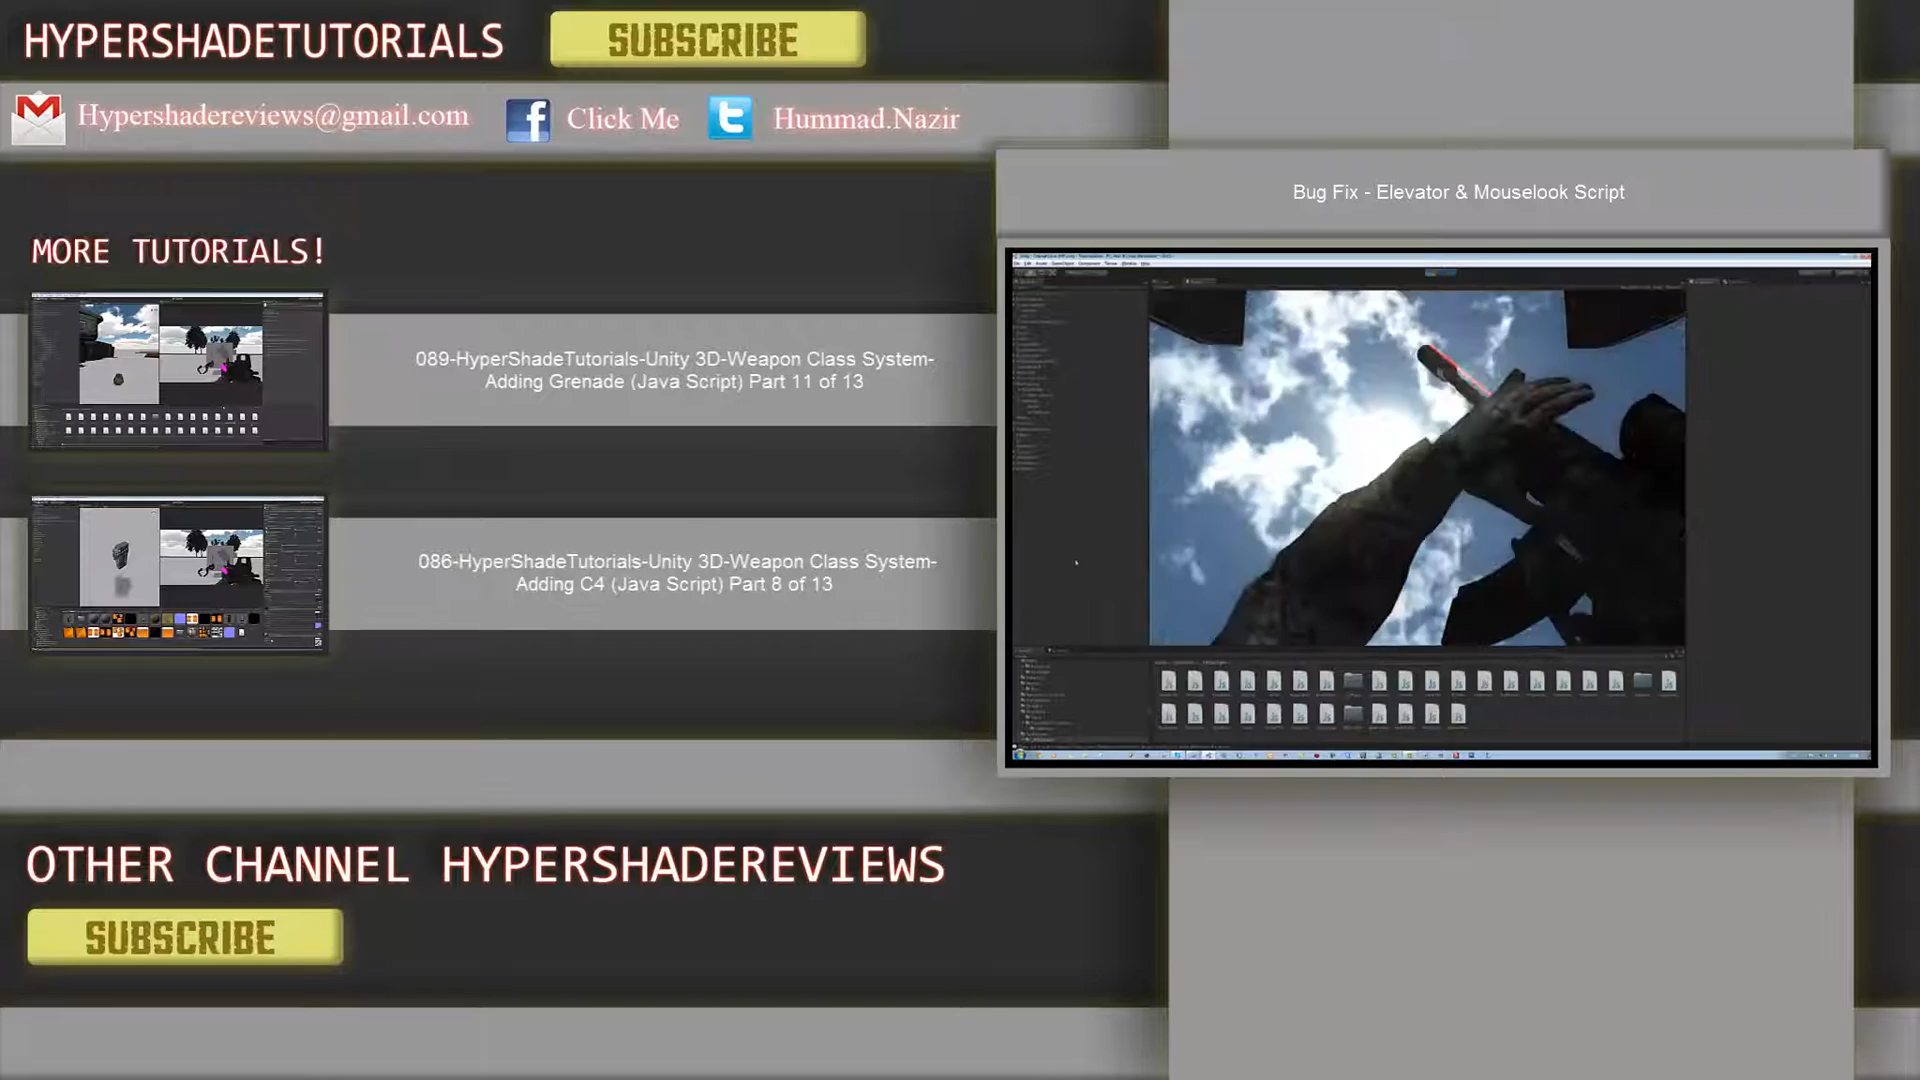 HYPERSHADETUTORIALS
SUBSCRIBE
Hypershadereviews@gmail.com
Click Me
Hummad.Nazir
Bug Fix - Elevator & Mouselook Script
MORE TUTORIALS!
089-HyperShadeTutorials-Unity 3D-Weapon Class System-
Adding Grenade (Java Script) Part 11 of 13
086-HyperShadeTutorials-Unity 3D-Weapon Class System-
Adding C4 (Java Script) Part 8 of 13
OTHER CHANNEL HYPERSHADEREVIEWS
SUBSCRIBE